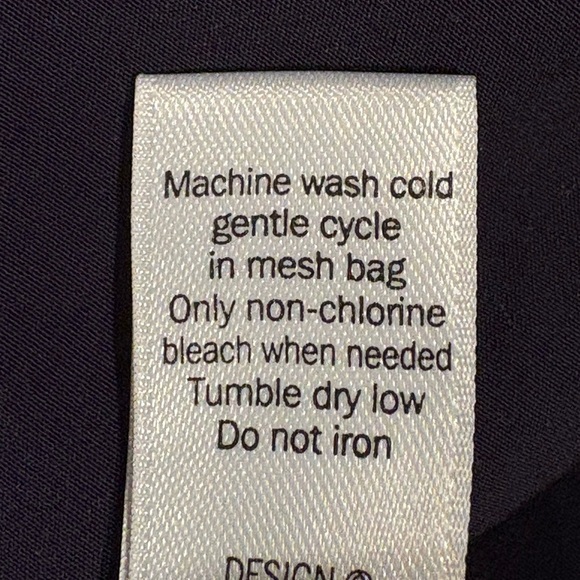 Machine wash cold
gentle cycle
in mesh bag
Only non-chlorine
bleach when needed
Tumble dry low
Do not iron
DESIGN ©